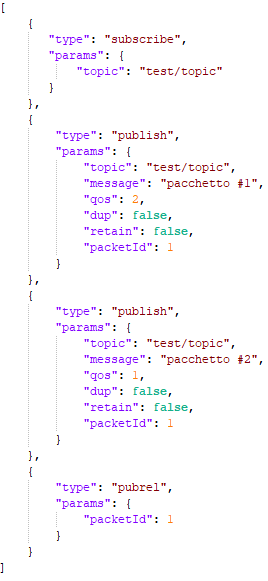 [
    {
        "type": "subscribe",
        "params": {
            "topic": "test/topic"
        }
    },
    {
        "type": "publish",
        "params": {
            "topic": "test/topic",
            "message": "pacchetto #1",
            "qos": 2,
            "dup": false,
            "retain": false,
            "packetId": 1
        }
    },
    {
        "type": "publish",
        "params": {
            "topic": "test/topic",
            "message": "pacchetto #2",
            "qos": 1,
            "dup": false,
            "retain": false,
            "packetId": 1
        }
    },
    {
        "type": "pubrel",
        "params": {
            "packetId": 1
        }
    }
]